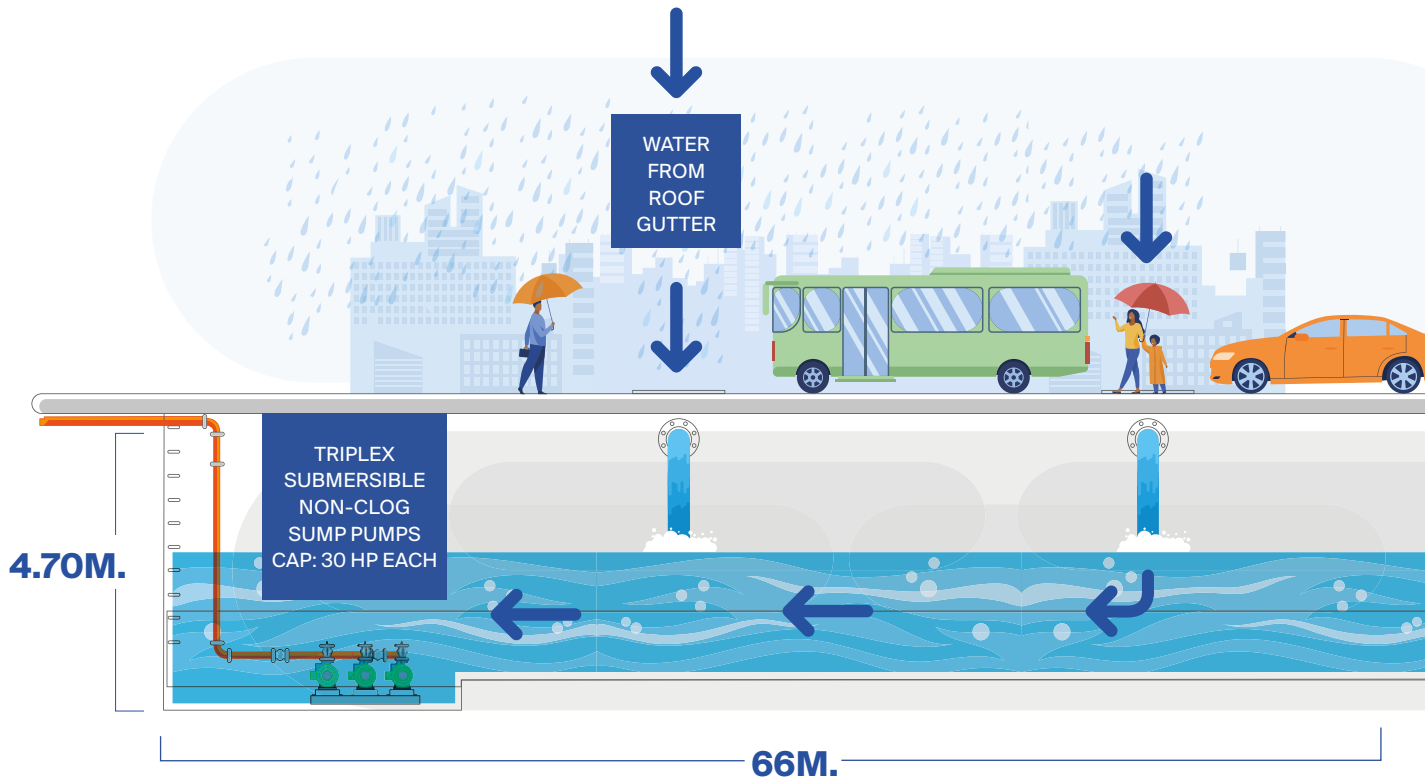 WATER
FROM
ROOF
GUTTER
TRIPLEX
SUBMERSIBLE
NON-CLOG
SUMP PUMPS
CAP: 30 HP EACH
4.70M.
66M.